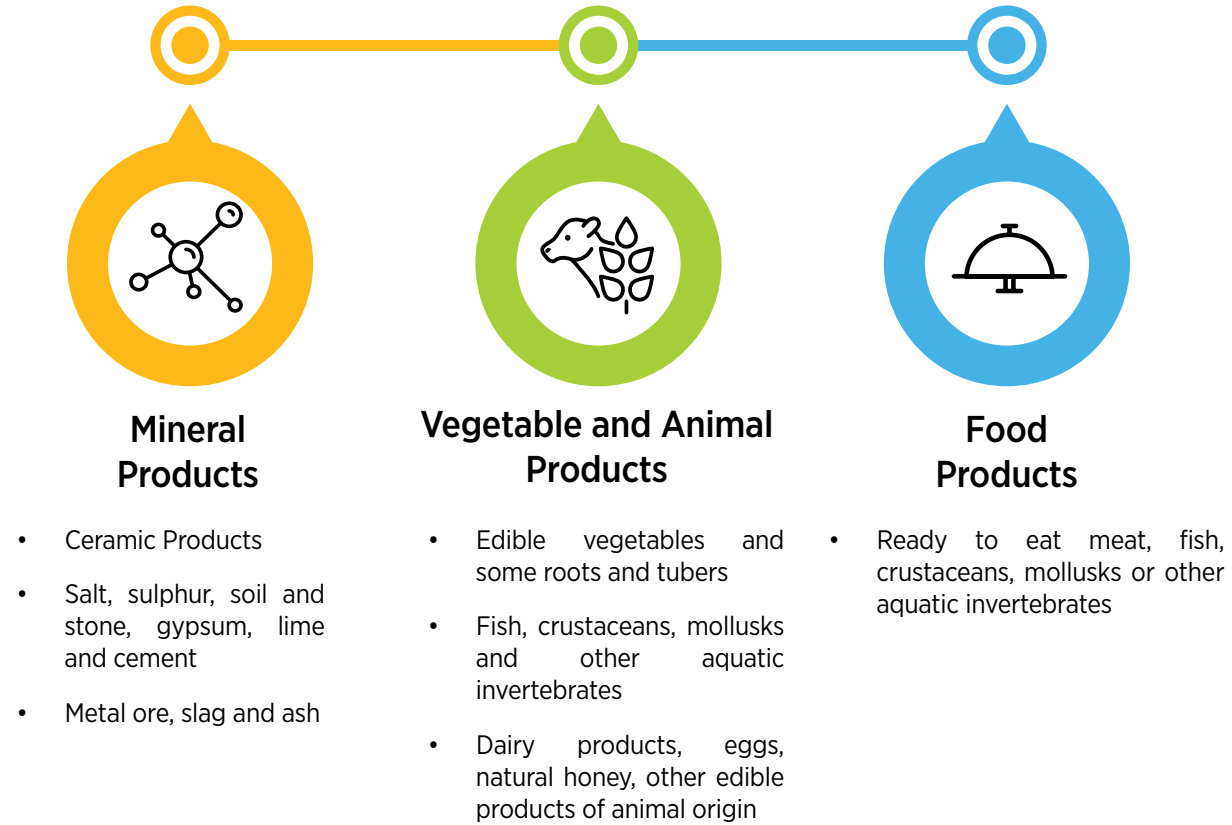 Mineral
Products
• Ceramic Products
• Salt, sulphur, soil and
stone, gypsum, lime
and cement
• Metal ore, slag and ash
Vegetable and Animal
Products
• Edible vegetables and
some roots and tubers
• Fish, crustaceans, mollusks
and other aquatic
invertebrates
• Dairy products, eggs,
natural honey, other edible
products of animal origin
Food
Products
• Ready to eat meat, fish,
crustaceans, mollusks or other
aquatic invertebrates